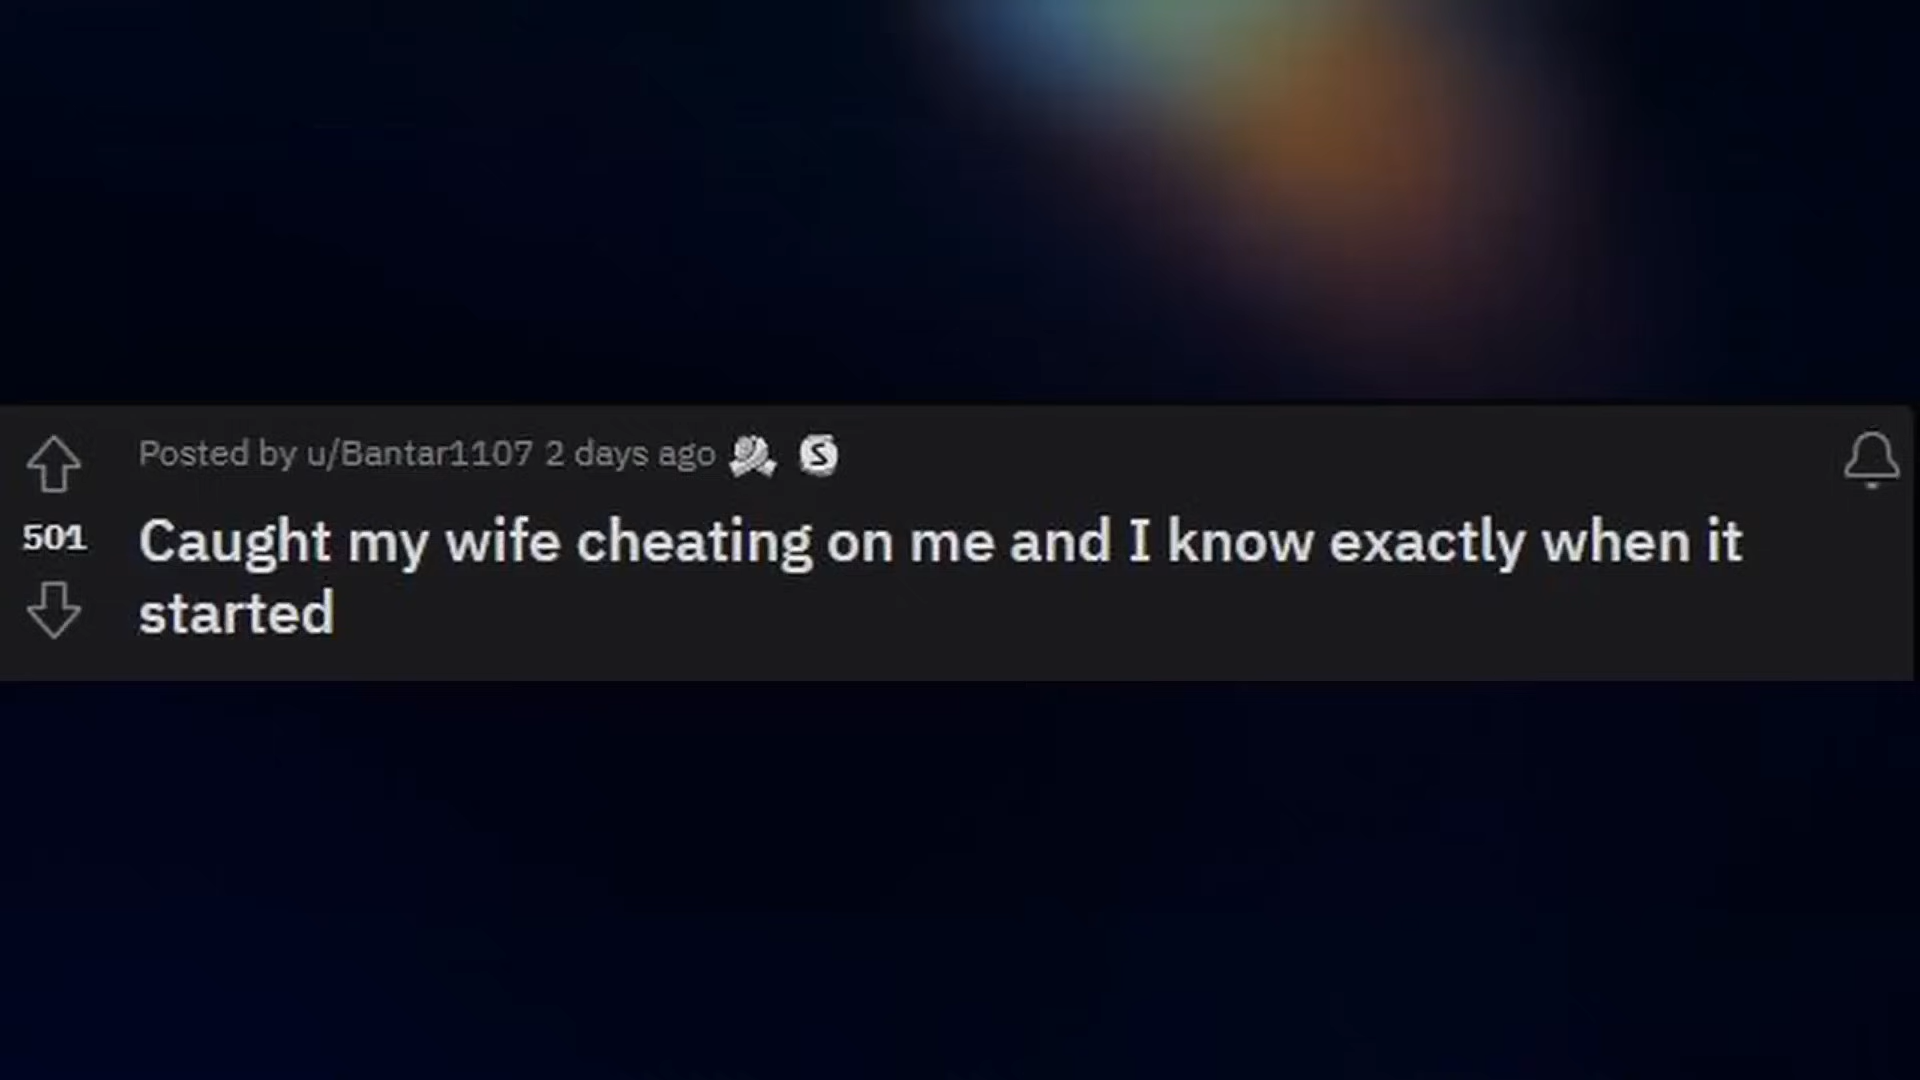 Posted by u/Bantar1107 2 days ago S
501
Caught my wife cheating on me and I know exactly when it
started